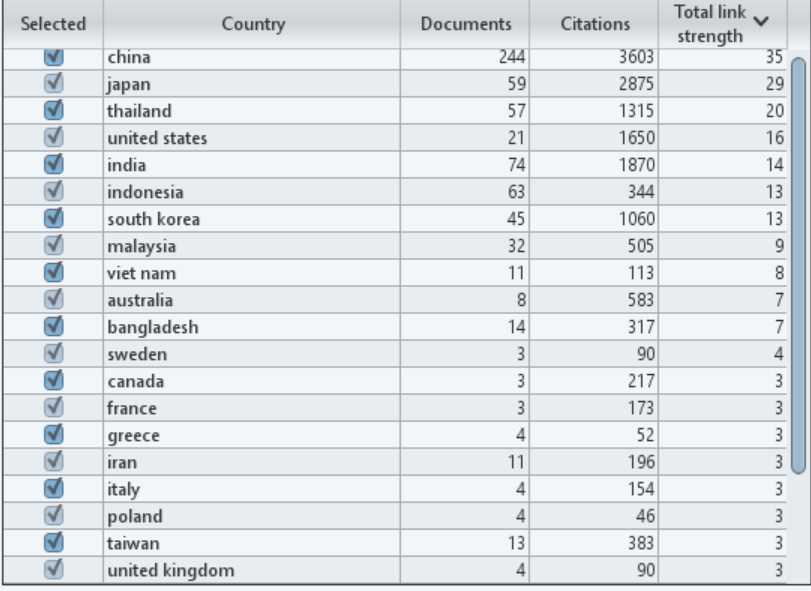 Selected Country Documents Citations Total link strength
china 244 3603 35
japan 59 2875 29
thailand 57 1315 20
united states 21 1650 16
india 74 1870 14
indonesia 63 344 13
south korea 45 1060 13
malaysia 32 505 9
viet nam 11 113 8
australia 8 583 7
bangladesh 14 317 7
sweden 3 90 4
canada 3 217 3
france 3 173 3
greece 4 52 3
iran 11 196 3
italy 4 154 3
poland 4 46 3
taiwan 13 383 3
united kingdom 4 90 3